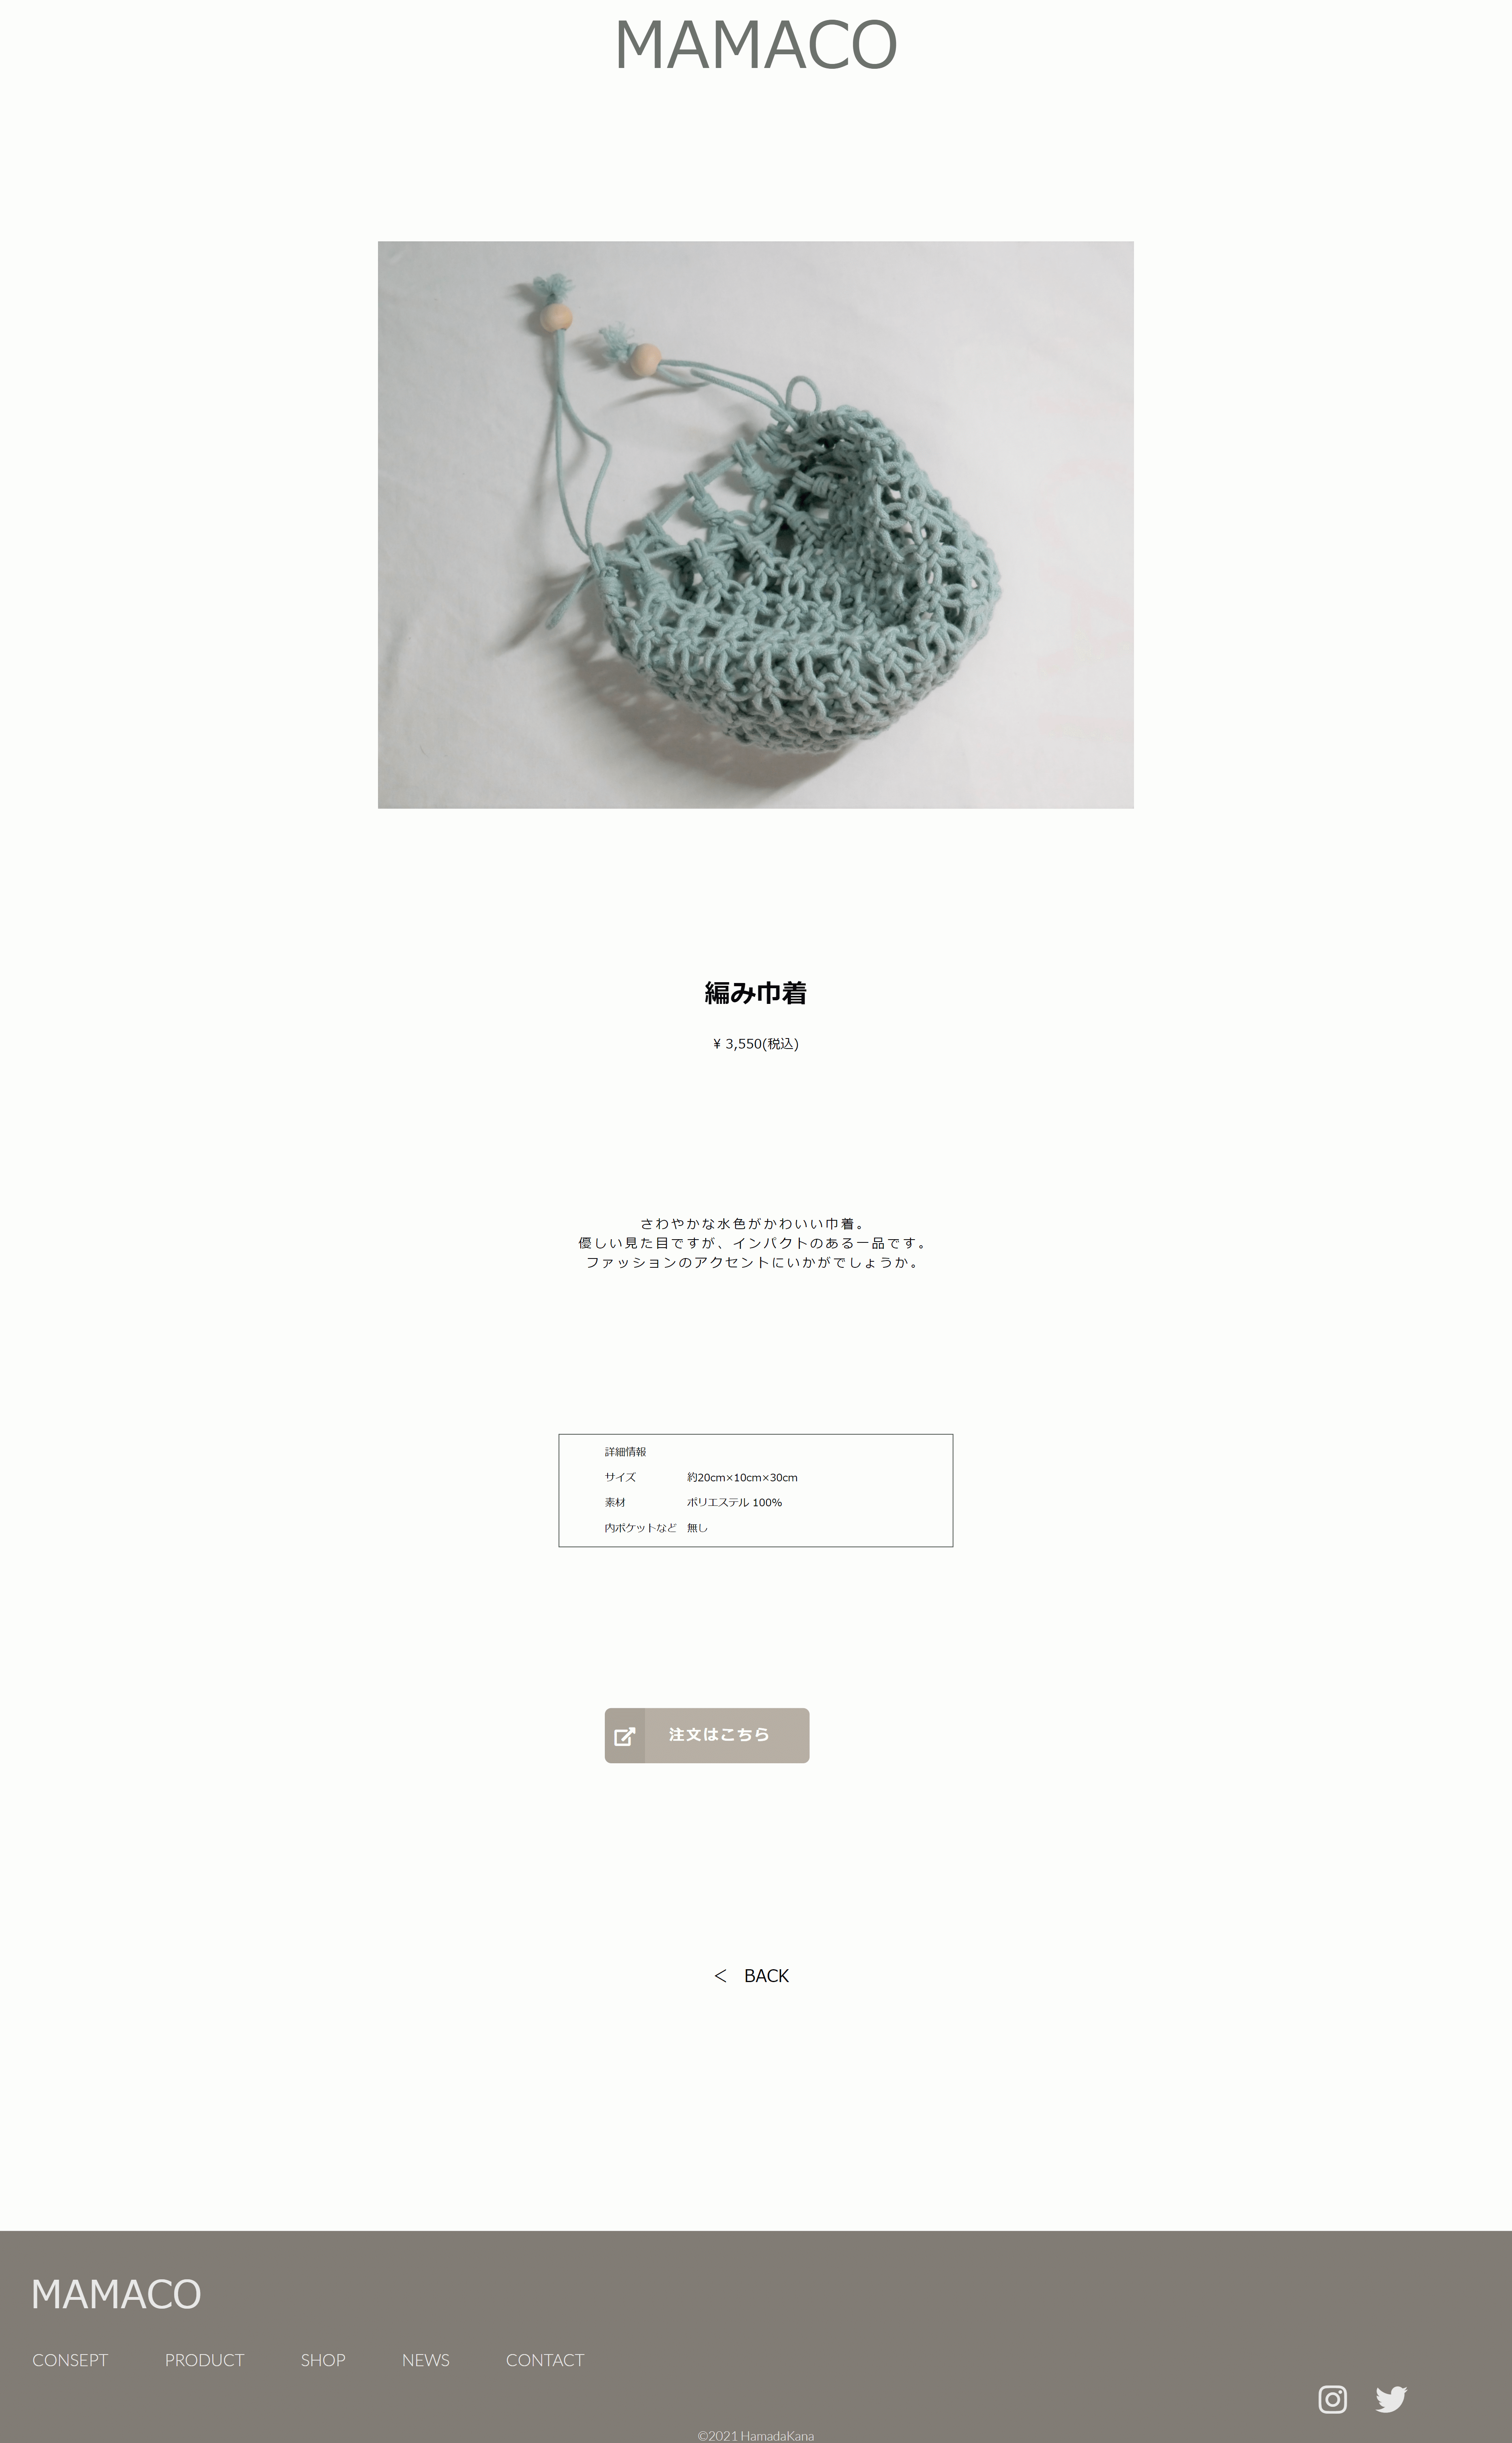 MAMACO
編み巾着
¥ 3,550(税込)
さわやかな水色がかわいい巾着。
優しい見た目ですが、インパクトのある一品です。
ファッションのアクセントにいかがでしょうか。
詳細情報
サイズ 約20cm×10cm×30cm
素材 ポリエステル 100%
内ポケットなど 無し
注文はこちら
＜ BACK
MAMACO
CONSEPT PRODUCT SHOP NEWS CONTACT
©2021 HamadaKana